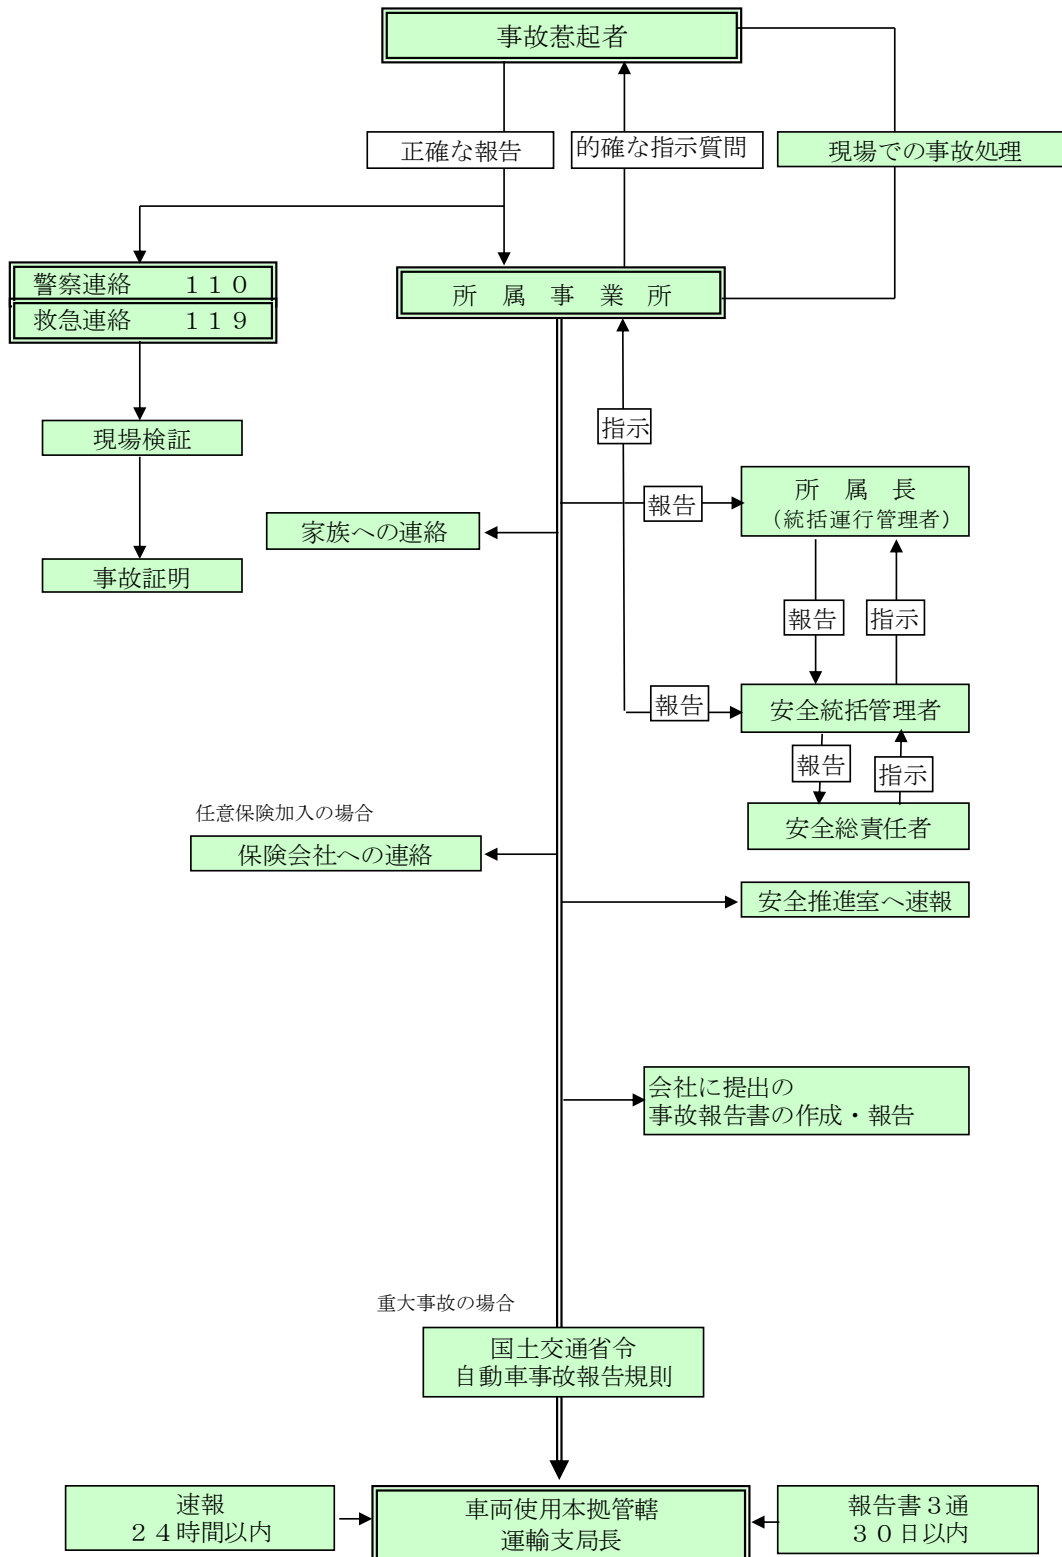 事故惹起者
正確な報告
的確な指示質問
現場での事故処理
警察連絡　　１１０
救急連絡　　１１９
所　属　事　業　所
現場検証
指示
所　属　長
（統括運行管理者）
報告
家族への連絡
事故証明
報告
指示
報告
安全統括管理者
報告
指示
任意保険加入の場合
保険会社への連絡
安全総責任者
安全推進室へ速報
会社に提出の
事故報告書の作成・報告
重大事故の場合
国土交通省令
自動車事故報告規則
速報
２４時間以内
車両使用本拠管轄
運輸支局長
報告書３通
３０日以内